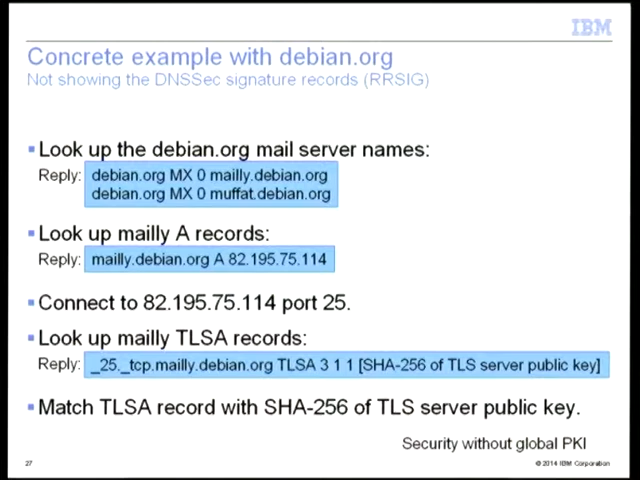 IBM
Concrete example with debian.org
Not showing the DNSSec signature records (RRSIG)
Look up the debian.org mail server names:
Reply: debian.org MX 0 mailly.debian.org
debian.org MX 0 muffat.debian.org
Look up mailly A records:
Reply: mailly.debian.org A 82.195.75.114
Connect to 82.195.75.114 port 25.
Look up mailly TLSA records:
Reply: _25._tcp.mailly.debian.org TLSA 3 1 1 [SHA-256 of TLS server public key]
Match TLSA record with SHA-256 of TLS server public key.
Security without global PKI
27
© 2014 IBM Corporation